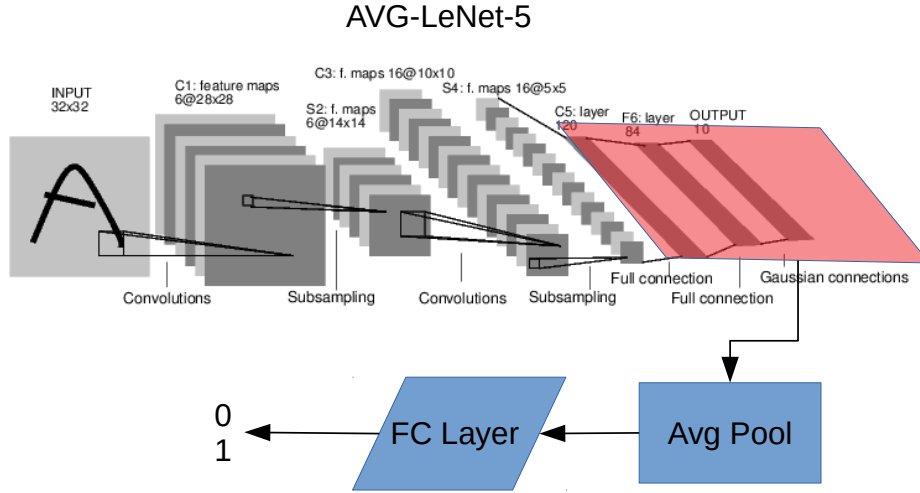 AVG-LeNet-5
INPUT
32x32
C1: feature maps
6@28x28
S2: f. maps
6@14x14
C3: f. maps 16@10x10
S4: f. maps 16@5x5
C5: layer
120
F6: layer
84
OUTPUT
10
Convolutions
Subsampling
Convolutions
Subsampling
Full connection
Full connection
Gaussian connections
Avg Pool
FC Layer
0
1